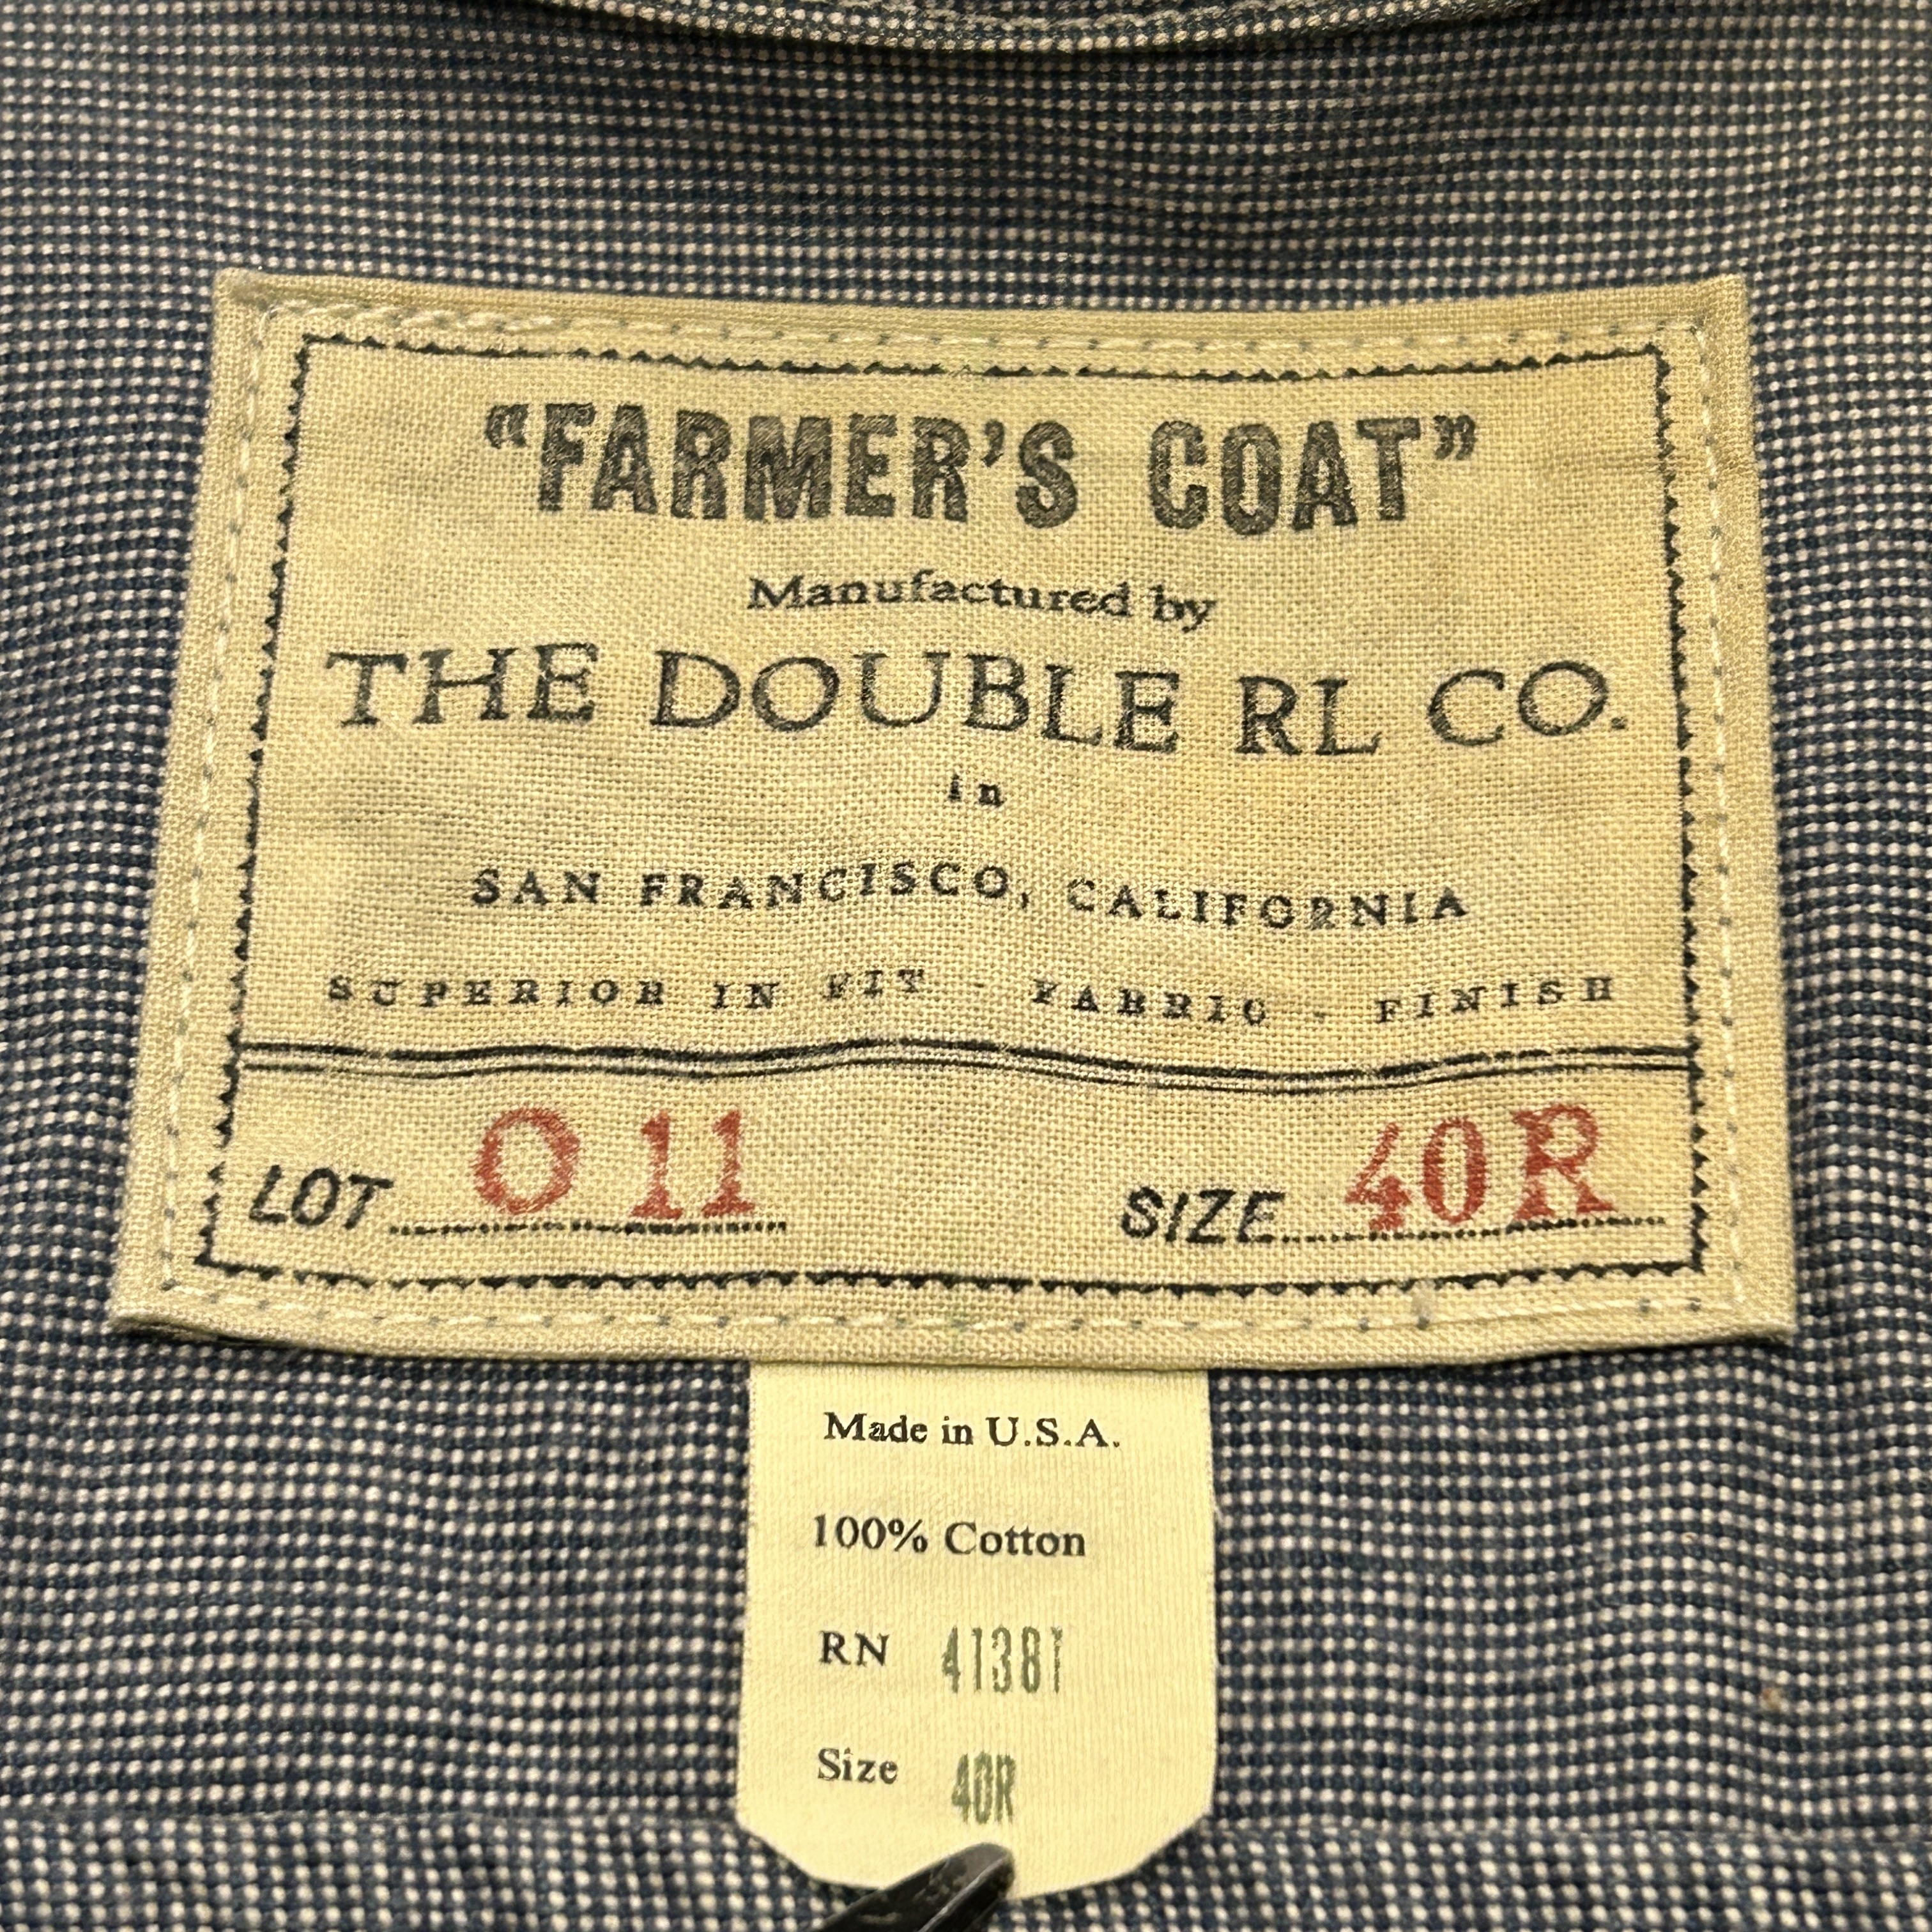 “FARMER’S COAT”
Manufactured by
THE DOUBLE RL CO.
in
SAN FRANCISCO, CALIFORNIA
SUPERIOR IN FIT - FABRIC - FINISH
LOT 011
SIZE 40R
Made in U.S.A.
100% Cotton
RN 41381
Size 40R